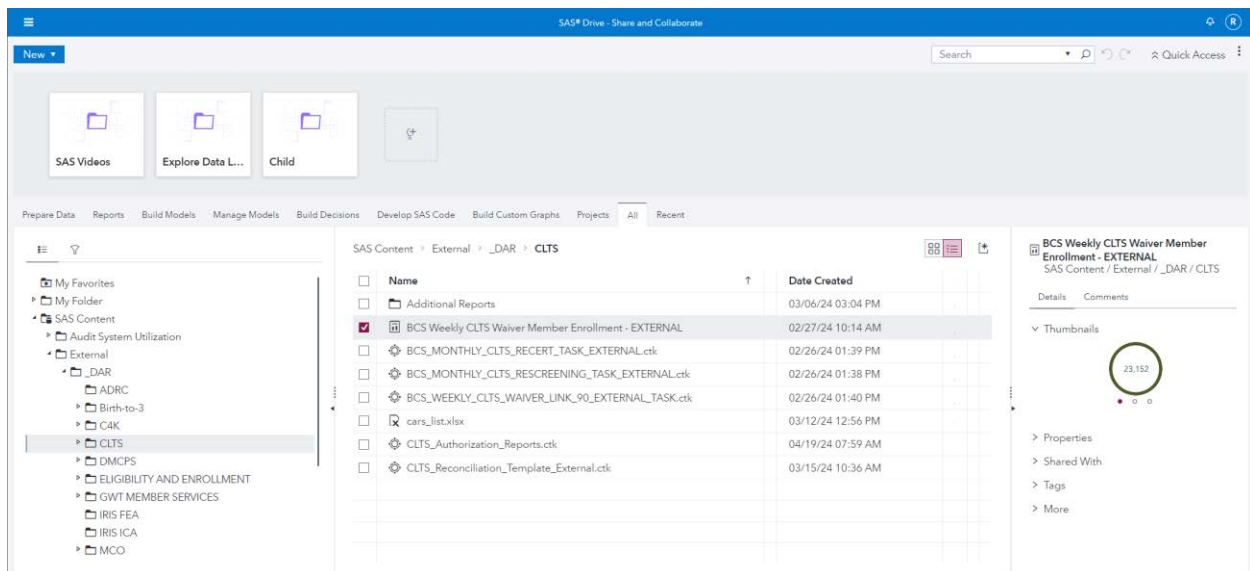 SAS® Drive - Share and Collaborate
R
New
Search
Quick Access
SAS Videos
Explore Data L...
Child
Prepare Data Reports Build Models Manage Models Build Decisions Develop SAS Code Build Custom Graphs Projects All Recent
My Favorites
My Folder
SAS Content
Audit System Utilization
External
_DAR
ADRC
Birth-to-3
C4K
CLTS
DMCPS
ELIGIBILITY AND ENROLLMENT
GWT MEMBER SERVICES
IRIS FEA
IRIS ICA
MCO
SAS Content External _DAR CLTS
Name Date Created
Additional Reports 03/06/24 03:04 PM
BCS Weekly CLTS Waiver Member Enrollment - EXTERNAL 02/27/24 10:14 AM
BCS_MONTHLY_CLTS_RECERT_TASK_EXTERNAL.ctk 02/26/24 01:39 PM
BCS_MONTHLY_CLTS_RESCREENING_TASK_EXTERNAL.ctk 02/26/24 01:38 PM
BCS_WEEKLY_CLTS_WAIVER_LINK_90_EXTERNAL_TASK.ctk 02/26/24 01:40 PM
cars_list.xlsx 03/12/24 12:56 PM
CLTS_Authorization_Reports.ctk 04/19/24 07:59 AM
CLTS_Reconciliation_Template_External.ctk 03/15/24 10:36 AM
BCS Weekly CLTS Waiver Member
Enrollment - EXTERNAL
SAS Content / External / _DAR / CLTS
Details Comments
Thumbnails
23,152
Properties
Shared With
Tags
More